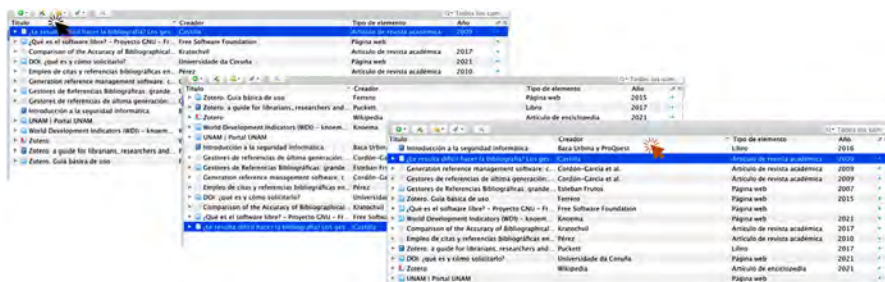 Todos los cam
Título Creador Tipo de elemento Año
¿Le resulta difícil hacer la bibliografía? Los ges... Castilla Artículo de revista académica 2009
¿Qué es el software libre? - Proyecto GNU - Fr... Free Software Foundation Página web
Comparison of the Accuracy of Bibliographical... Kratochvíl Artículo de revista académica 2017
DOI: ¿qué es y cómo solicitarlo? Universidade da Coruña Página web 2021
Empleo de citas y referencias bibliográficas en... Pérez Artículo de revista académica 2010
Generation reference management software: c...
Gestores de Referencias Bibliográficas: grande...
Gestores de referencias de última generación:...
Introducción a la seguridad informática
UNAM | Portal UNAM
World Development Indicators (WDI) - knoem...
Zotero
Zotero: a guide for librarians, researchers and...
Zotero. Guía básica de uso
Todos los cam
Título Creador Tipo de elemento Año
Zotero. Guía básica de uso Ferrero Página web 2015
Zotero: a guide for librarians, researchers and... Puckett Libro 2017
Zotero Wikipedia Artículo de enciclopedia 2021
World Development Indicators (WDI) - knoem... Knoema
UNAM | Portal UNAM
Introducción a la seguridad informática Baca Urbin
Gestores de referencias de última generación:... Cordón-Ga
Gestores de Referencias Bibliográficas: grande... Esteban Fr
Generation reference management software: c... Cordón-Ga
Empleo de citas y referencias bibliográficas en... Pérez
DOI: ¿qué es y cómo solicitarlo? Universida
Comparison of the Accuracy of Bibliographical... Kratochvíl
¿Qué es el software libre? - Proyecto GNU - Fr... Free Softwa
¿Le resulta difícil hacer la bibliografía? Los ges... Castilla
Todos los cam
Título Creador Tipo de elemento Año
Introducción a la seguridad informática Baca Urbina y ProQuest Libro 2016
¿Le resulta difícil hacer la bibliografía? Los ges... Castilla Artículo de revista académica 2009
Generation reference management software: c... Cordón-García et al. Artículo de revista académica 2009
Gestores de referencias de última generación:... Cordón-García et al. Artículo de revista académica 2009
Gestores de Referencias Bibliográficas: grande... Esteban Frutos Página web 2007
Zotero. Guía básica de uso Ferrero Página web 2015
¿Qué es el software libre? - Proyecto GNU - Fr... Free Software Foundation Página web
World Development Indicators (WDI) - knoem... Knoema Página web 2021
Comparison of the Accuracy of Bibliographical... Kratochvíl Artículo de revista académica 2017
Empleo de citas y referencias bibliográficas en... Pérez Artículo de revista académica 2010
Zotero: a guide for librarians, researchers and... Puckett Libro 2017
DOI: ¿qué es y cómo solicitarlo? Universidade da Coruña Página web 2021
Zotero Wikipedia Artículo de enciclopedia 2021
UNAM | Portal UNAM Página web